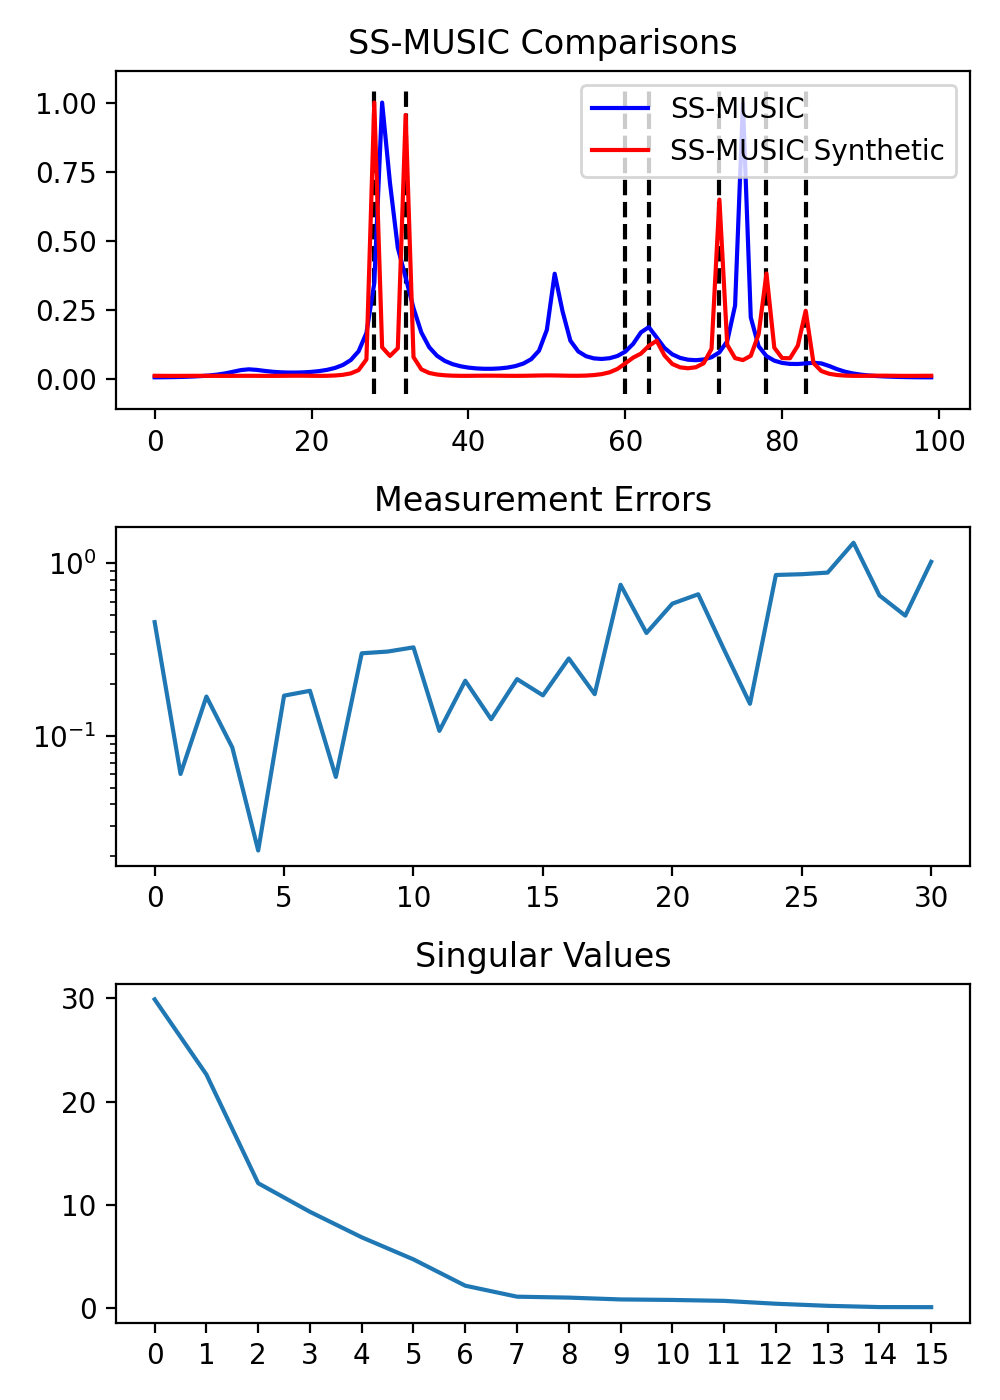 SS-MUSIC Comparisons
1.00
0.75
0.50
0.25
0.00
SS-MUSIC
SS-MUSIC Synthetic
0 20 40 60 80 100
Measurement Errors
10⁰
10⁻¹
0 5 10 15 20 25 30
Singular Values
30
20
10
0
0 1 2 3 4 5 6 7 8 9 10 11 12 13 14 15